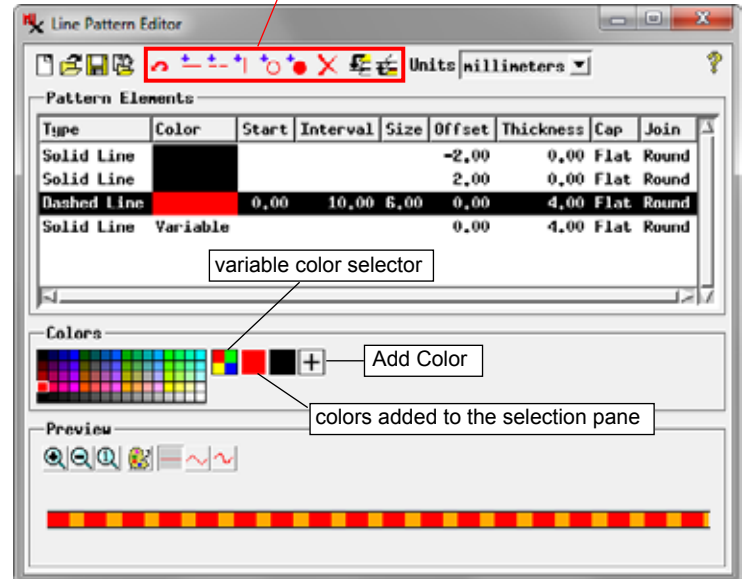 Line Pattern Editor
Units millimeters
Pattern Elements
Type Color Start Interval Size Offset Thickness Cap Join
Solid Line -2.00 0.00 Flat Round
Solid Line 2.00 0.00 Flat Round
Dashed Line 0.00 10.00 6.00 0.00 4.00 Flat Round
Solid Line Variable 0.00 4.00 Flat Round
variable color selector
Colors
Add Color
colors added to the selection pane
Preview